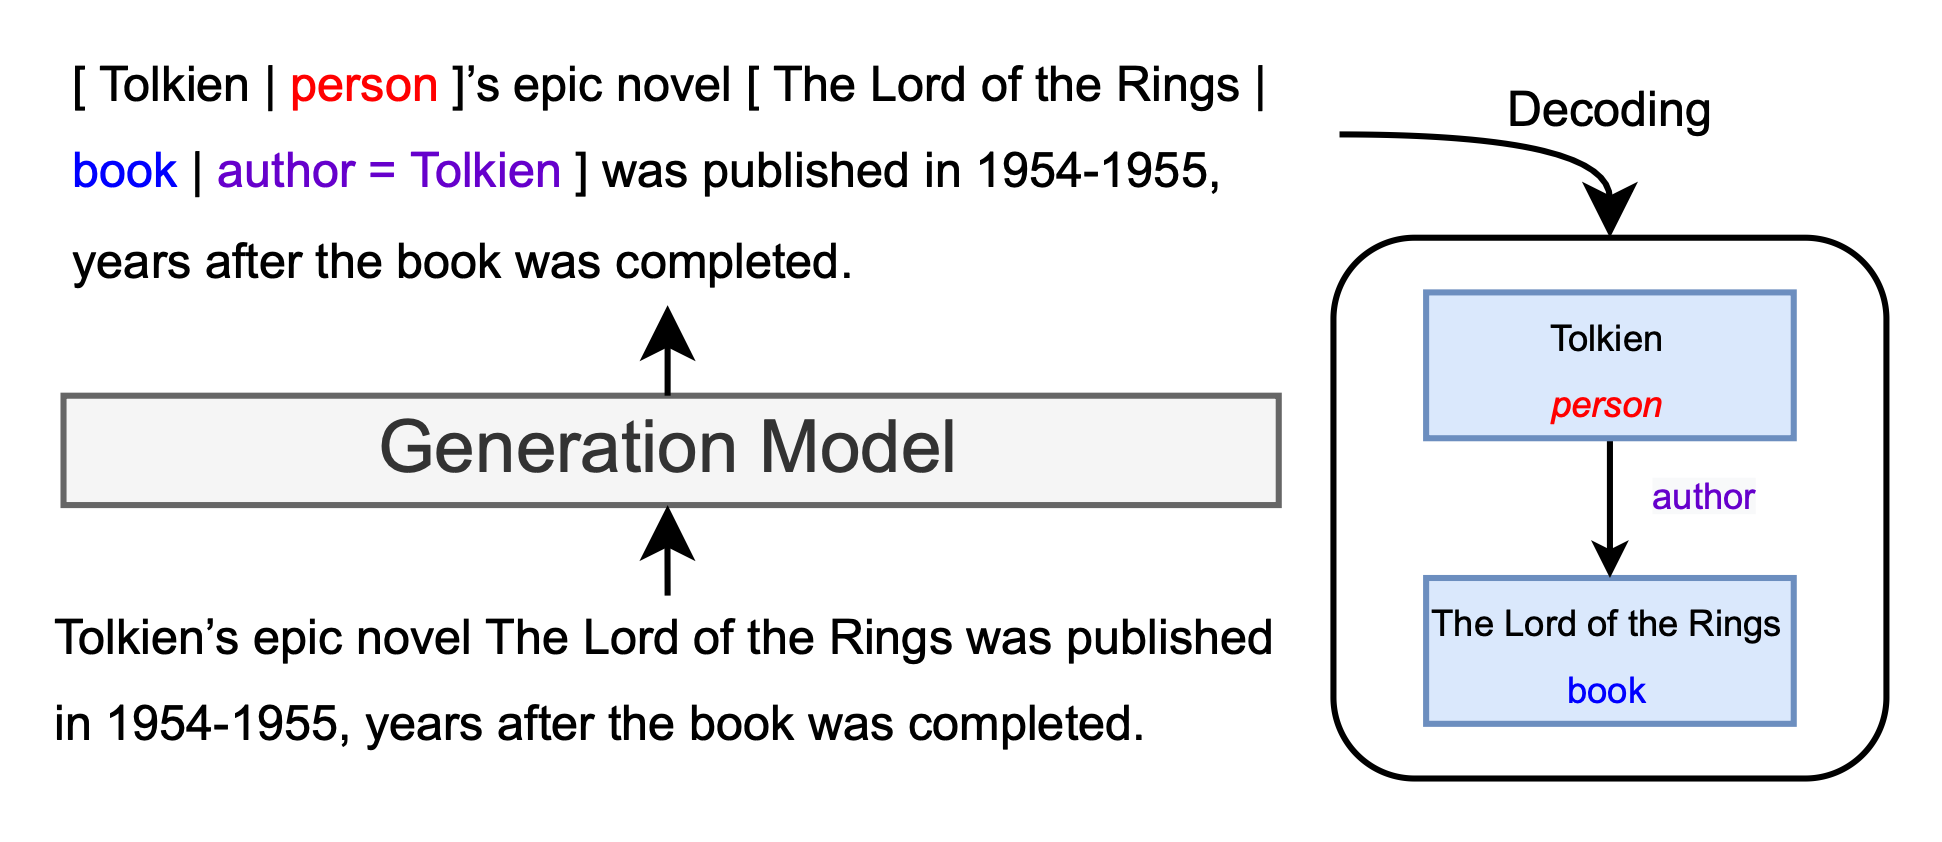 [ Tolkien | person ]’s epic novel [ The Lord of the Rings |
book | author = Tolkien ] was published in 1954-1955,
years after the book was completed.
Generation Model
Tolkien’s epic novel The Lord of the Rings was published
in 1954-1955, years after the book was completed.
Decoding
Tolkien
person
author
The Lord of the Rings
book